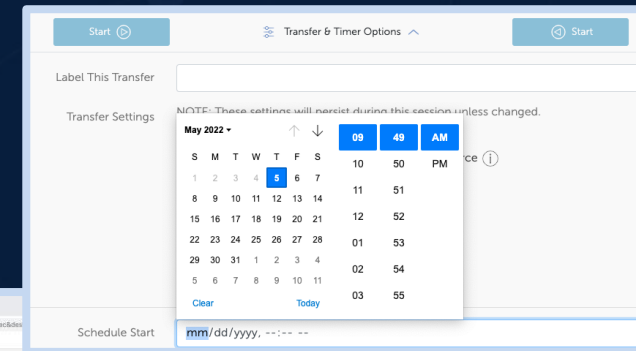 Start Transfer & Timer Options Start
Label This Transfer
Transfer Settings NOTE: These settings will persist during this session unless changed.
May 2022 09 49 AM
S M T W T F S 10 50 PM
1 2 3 4 5 6 7 11 51
8 9 10 11 12 13 14 12 52
15 16 17 18 19 20 21 01 53
22 23 24 25 26 27 28 02 54
29 30 31 1 2 3 4 03 55
5 6 7 8 9 10 11
Clear Today
Schedule Start mm/dd/yyyy, --:-- --